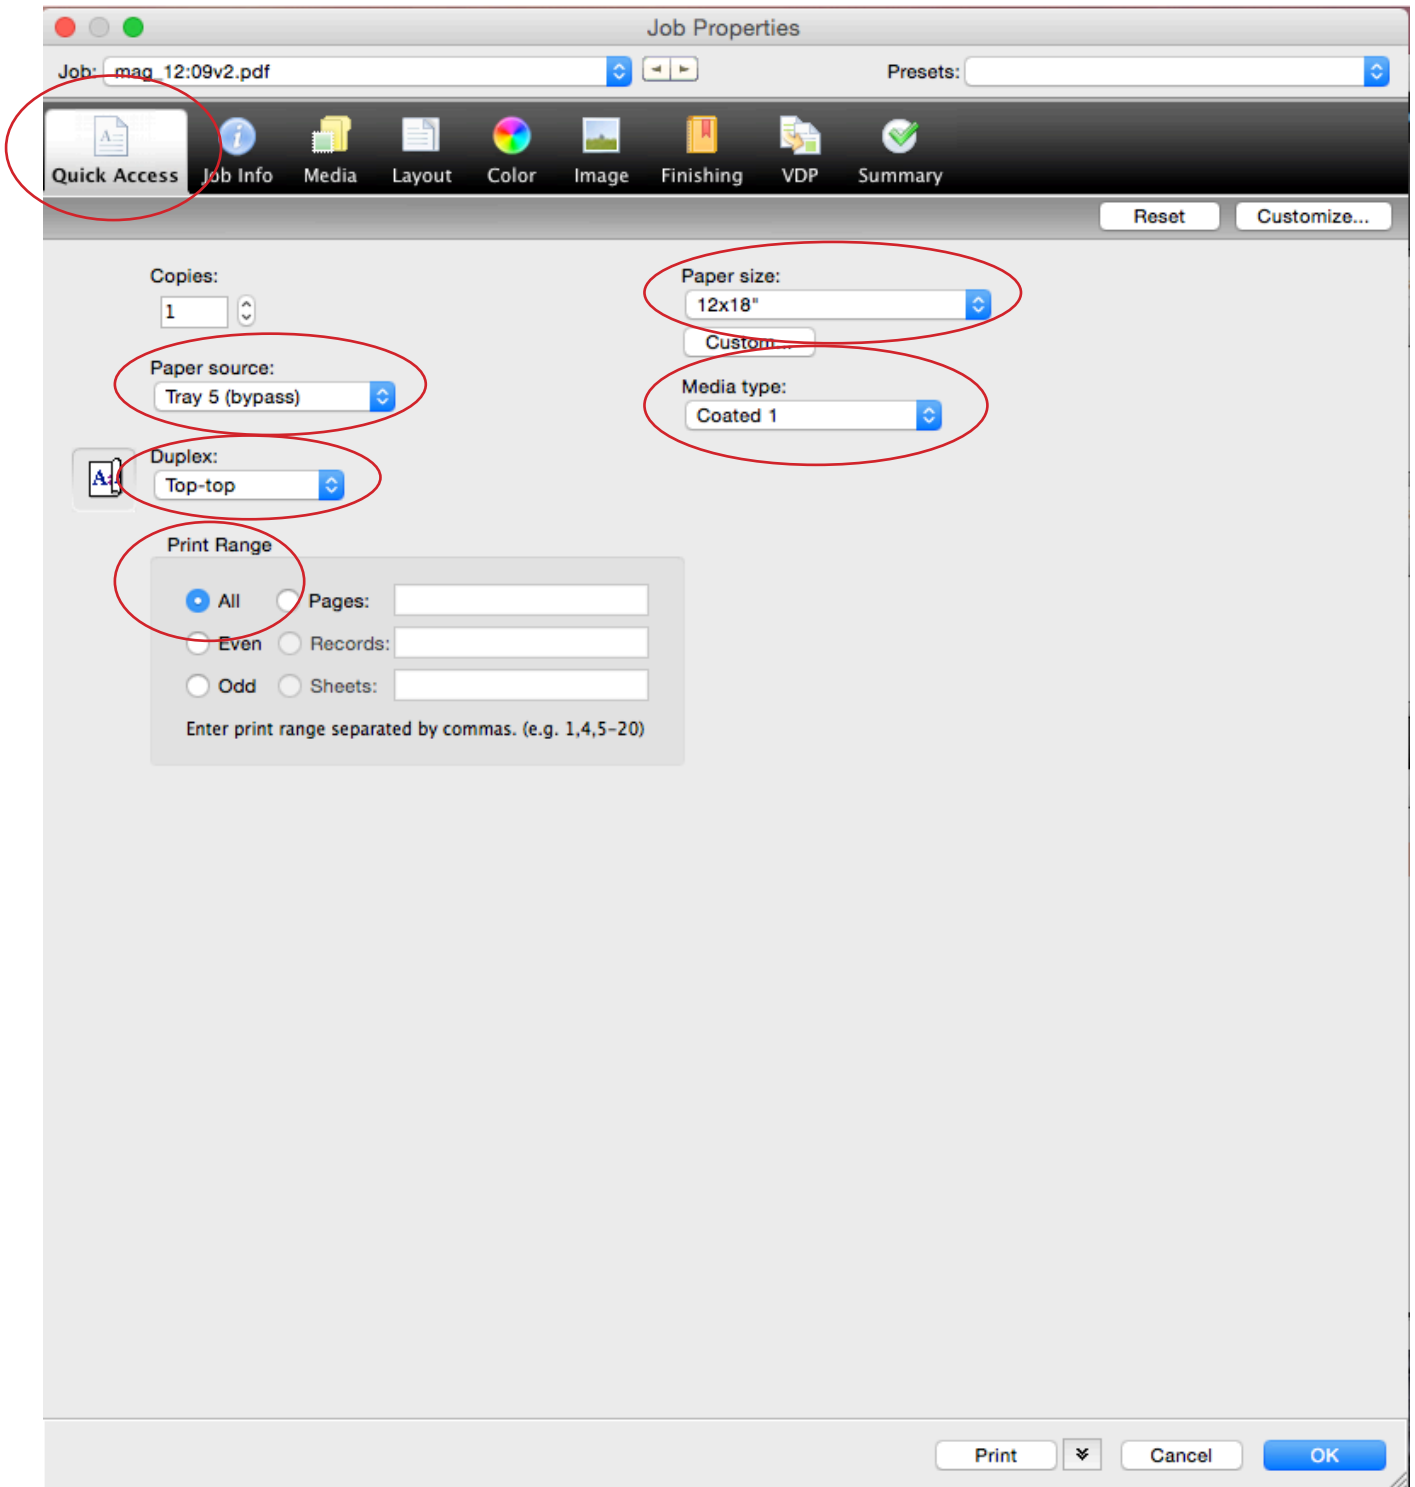 Job Properties
Job: mag_12:09v2.pdf Presets:
Quick Access Job Info Media Layout Color Image Finishing VDP Summary
Reset Customize...
Copies:
1
Paper size:
12x18"
Custom...
Paper source:
Tray 5 (bypass)
Media type:
Coated 1
Duplex:
Top-top
Print Range
All Pages:
Even Records:
Odd Sheets:
Enter print range separated by commas. (e.g. 1,4,5-20)
Print Cancel OK